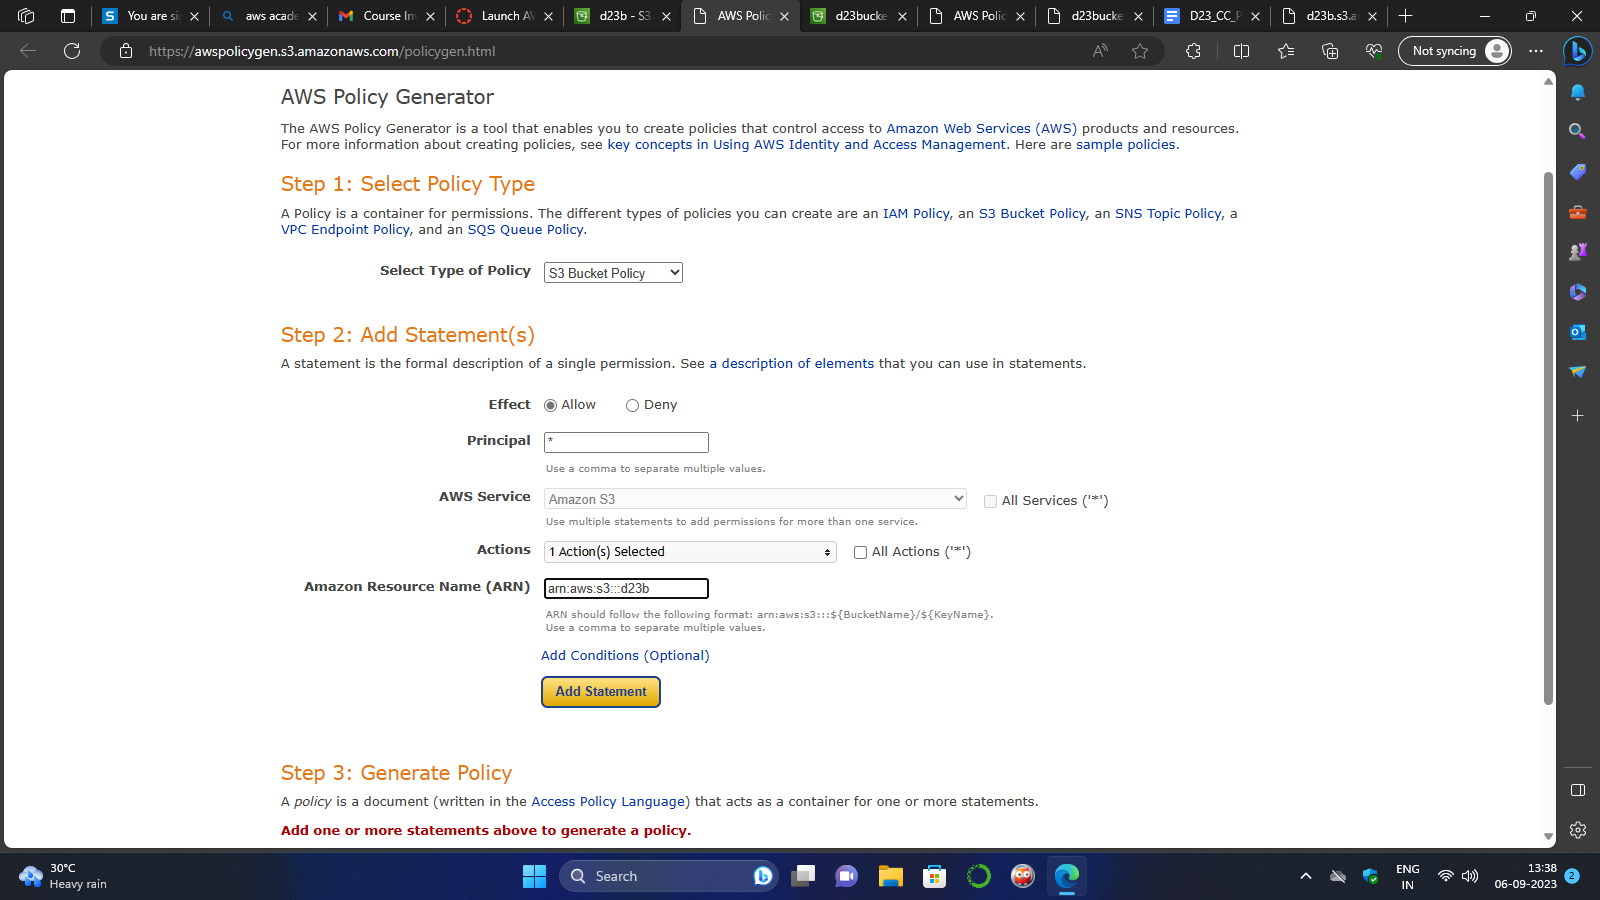 You are si
aws acade
Course Inv
Launch AW
d23b - S3
AWS Polic
d23bucke
AWS Polic
d23bucke
D23_CC_P
d23b.s3.a
https://awspolicygen.s3.amazonaws.com/policygen.html
Not syncing
AWS Policy Generator
The AWS Policy Generator is a tool that enables you to create policies that control access to Amazon Web Services (AWS) products and resources.
For more information about creating policies, see key concepts in Using AWS Identity and Access Management. Here are sample policies.
Step 1: Select Policy Type
A Policy is a container for permissions. The different types of policies you can create are an IAM Policy, an S3 Bucket Policy, an SNS Topic Policy, a
VPC Endpoint Policy, and an SQS Queue Policy.
Select Type of Policy S3 Bucket Policy
Step 2: Add Statement(s)
A statement is the formal description of a single permission. See a description of elements that you can use in statements.
Effect Allow Deny
Principal *
Use a comma to separate multiple values.
AWS Service Amazon S3 All Services ('*')
Use multiple statements to add permissions for more than one service.
Actions 1 Action(s) Selected All Actions ('*')
Amazon Resource Name (ARN) arn:aws:s3:::d23b
ARN should follow the following format: arn:aws:s3:::${BucketName}/${KeyName}.
Use a comma to separate multiple values.
Add Conditions (Optional)
Add Statement
Step 3: Generate Policy
A policy is a document (written in the Access Policy Language) that acts as a container for one or more statements.
Add one or more statements above to generate a policy.
30°C
Heavy rain
Search
ENG
IN
13:38
06-09-2023
2